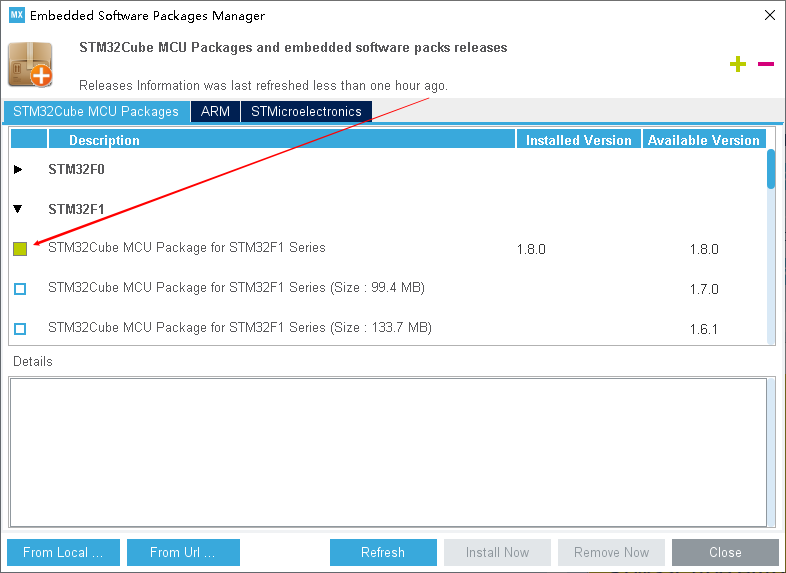 MX Embedded Software Packages Manager
STM32Cube MCU Packages and embedded software packs releases
Releases Information was last refreshed less than one hour ago.
STM32Cube MCU Packages ARM STMicroelectronics
Description Installed Version Available Version
STM32F0
STM32F1
STM32Cube MCU Package for STM32F1 Series 1.8.0 1.8.0
STM32Cube MCU Package for STM32F1 Series (Size : 99.4 MB) 1.7.0
STM32Cube MCU Package for STM32F1 Series (Size : 133.7 MB) 1.6.1
Details
From Local ... From Url ... Refresh Install Now Remove Now Close